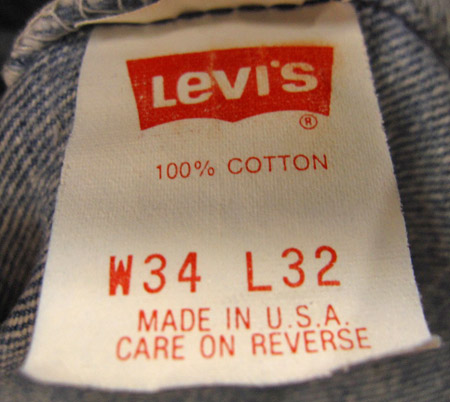 Levi's
®
100% COTTON
W34 L32
MADE IN U.S.A.
CARE ON REVERSE